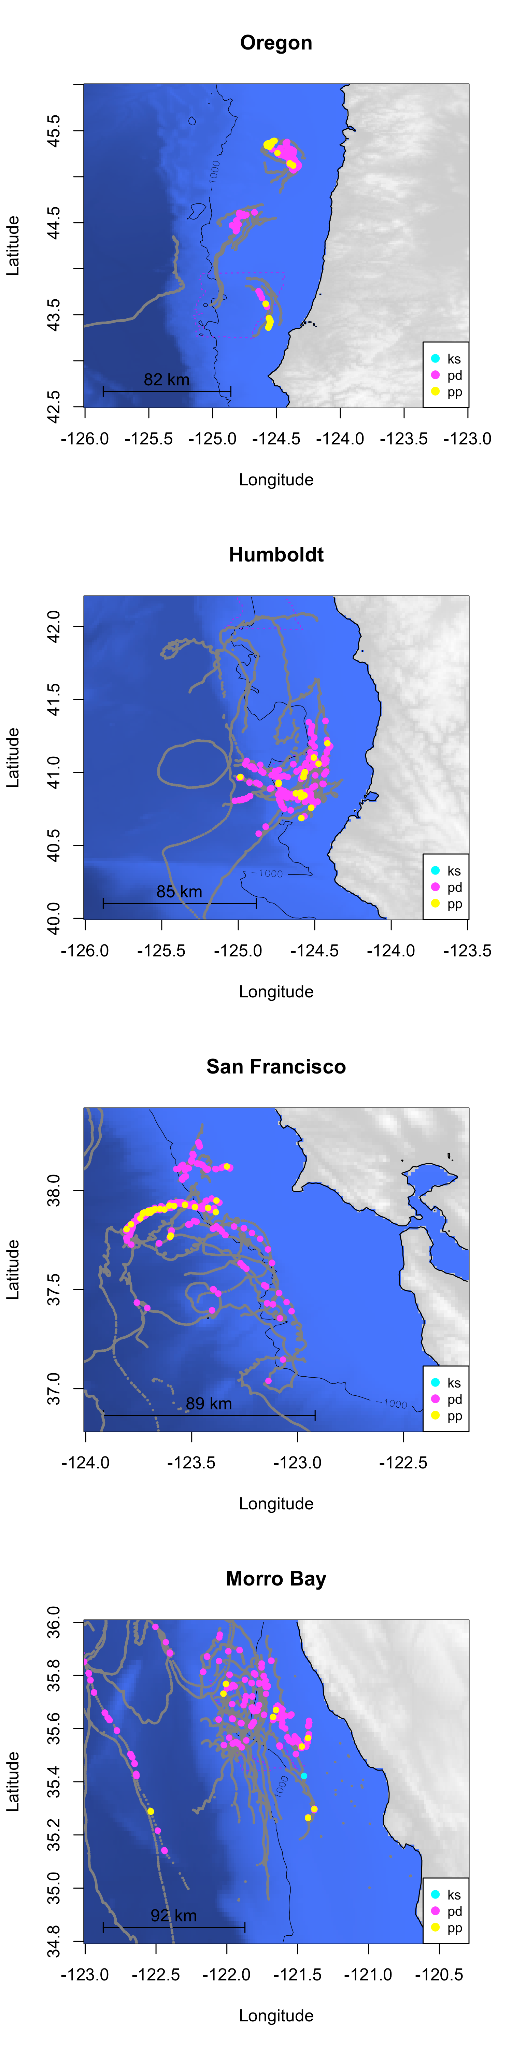 Oregon
Latitude
45.5
44.5
43.5
42.5
-1000
82 km
ks
pd
pp
-126.0 -125.5 -125.0 -124.5 -124.0 -123.5 -123.0
Longitude
Humboldt
Latitude
42.0
41.5
41.0
40.5
40.0
-1000
85 km
ks
pd
pp
-126.0 -125.5 -125.0 -124.5 -124.0 -123.5
Longitude
San Francisco
Latitude
38.0
37.5
37.0
-1000
89 km
ks
pd
pp
-124.0 -123.5 -123.0 -122.5
Longitude
Morro Bay
Latitude
36.0
35.8
35.6
35.4
35.2
35.0
34.8
-1000
92 km
ks
pd
pp
-123.0 -122.5 -122.0 -121.5 -121.0 -120.5
Longitude